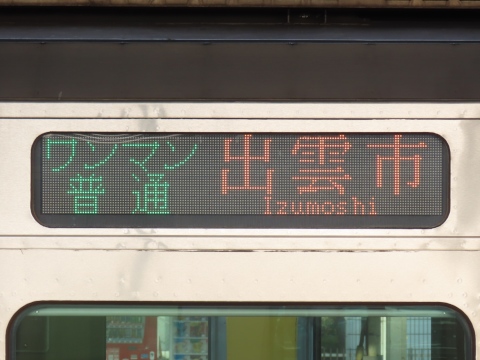 ワンマン
普通
出雲市
Izumoshi